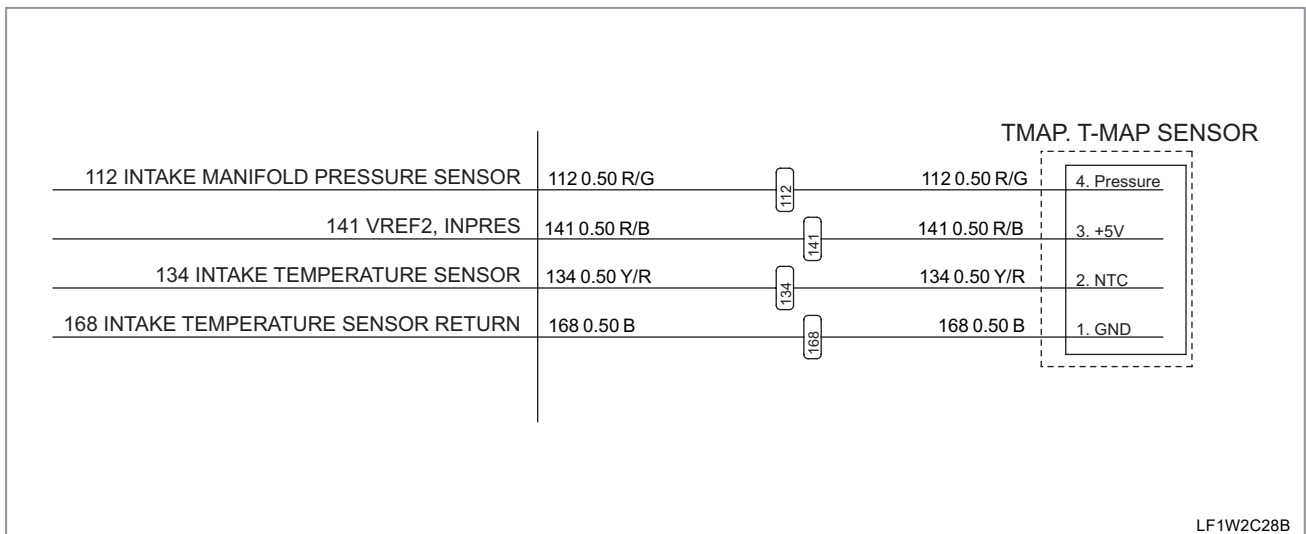 TMAP. T-MAP SENSOR
112 INTAKE MANIFOLD PRESSURE SENSOR 112 0.50 R/G 112 112 0.50 R/G 4. Pressure
141 VREF2, INPRES 141 0.50 R/B 141 141 0.50 R/B 3. +5V
134 INTAKE TEMPERATURE SENSOR 134 0.50 Y/R 134 134 0.50 Y/R 2. NTC
168 INTAKE TEMPERATURE SENSOR RETURN 168 0.50 B 168 168 0.50 B 1. GND
LF1W2C28B